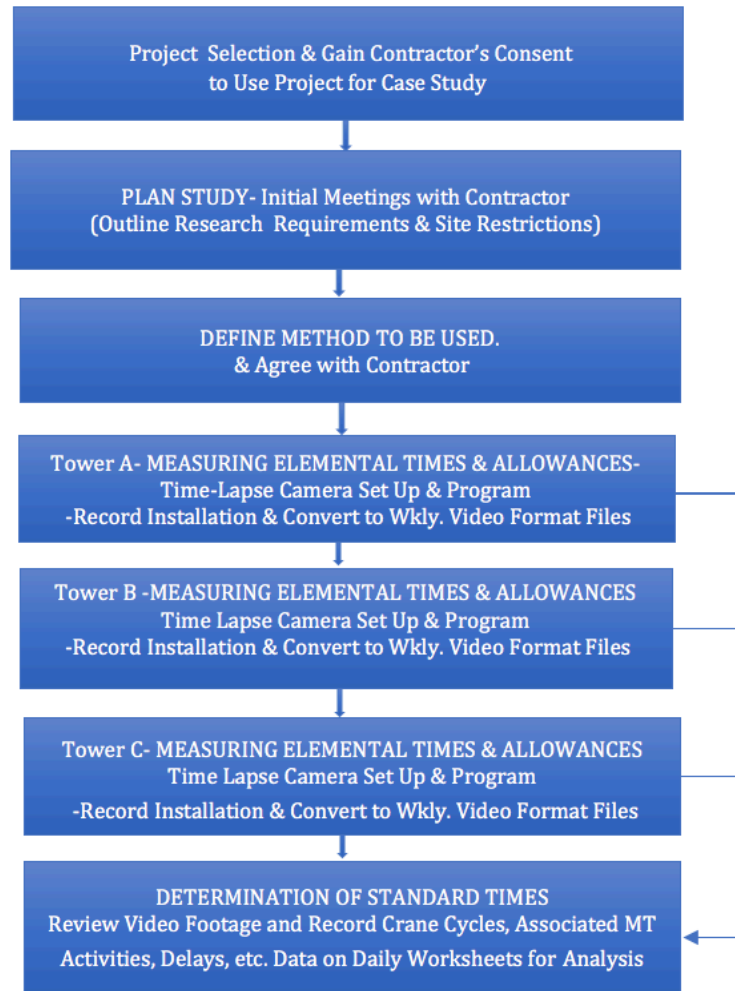 Project Selection & Gain Contractor's Consent
to Use Project for Case Study
PLAN STUDY- Initial Meetings with Contractor
(Outline Research Requirements & Site Restrictions)
DEFINE METHOD TO BE USED.
& Agree with Contractor
Tower A- MEASURING ELEMENTAL TIMES & ALLOWANCES-
Time-Lapse Camera Set Up & Program
-Record Installation & Convert to Wkly. Video Format Files
Tower B -MEASURING ELEMENTAL TIMES & ALLOWANCES
Time Lapse Camera Set Up & Program
-Record Installation & Convert to Wkly. Video Format Files
Tower C- MEASURING ELEMENTAL TIMES & ALLOWANCES
Time Lapse Camera Set Up & Program
-Record Installation & Convert to Wkly. Video Format Files
DETERMINATION OF STANDARD TIMES
Review Video Footage and Record Crane Cycles, Associated MT
Activities, Delays, etc. Data on Daily Worksheets for Analysis